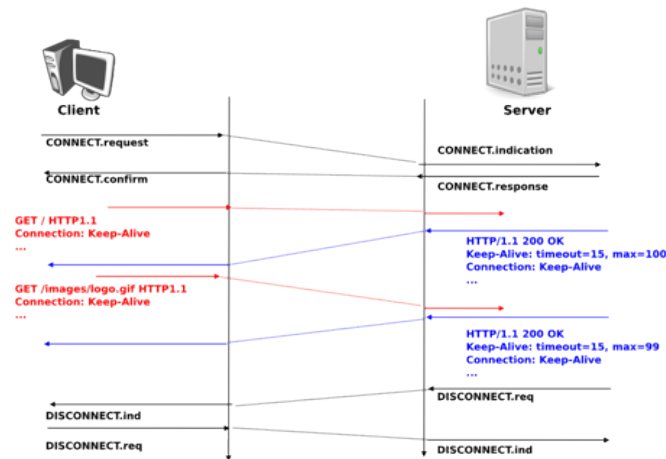 Client
Server
CONNECT.request
CONNECT.indication
CONNECT.confirm
CONNECT.response
GET / HTTP1.1
Connection: Keep-Alive
...
HTTP/1.1 200 OK
Keep-Alive: timeout=15, max=100
Connection: Keep-Alive
...
GET /images/logo.gif HTTP1.1
Connection: Keep-Alive
...
HTTP/1.1 200 OK
Keep-Alive: timeout=15, max=99
Connection: Keep-Alive
...
DISCONNECT.req
DISCONNECT.ind
DISCONNECT.req
DISCONNECT.ind